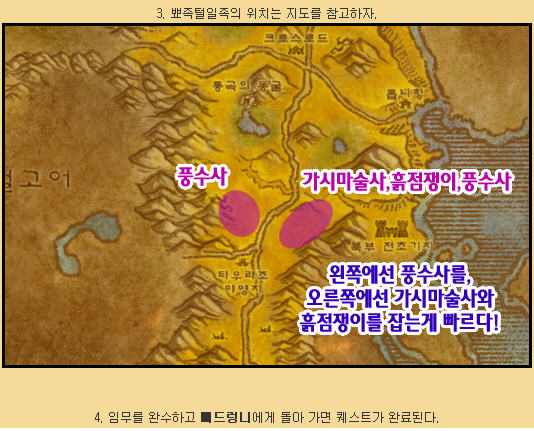 3. 뾰족털일족의 위치는 지도를 참고하자.
크로스로드
통곡의 동굴
톱니항
풍수사
가시마술사,흙점쟁이,풍수사
멀고어
북부 전초기지
타우라조
야영지
왼쪽에선 풍수사를,
오른쪽에선 가시마술사와
흙점쟁이를 잡는게 빠르다!
4. 임무를 완수하고 뻐드렁니에게 돌아 가면 퀘스트가 완료된다.